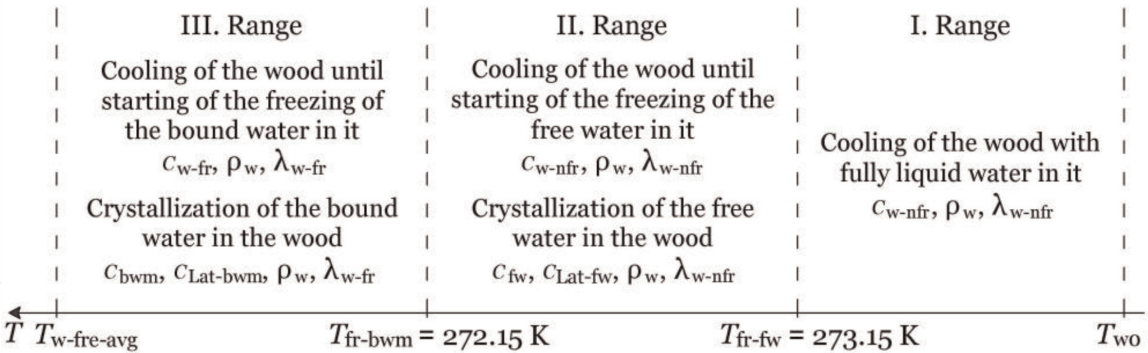 III. Range
Cooling of the wood until
starting of the freezing of
the bound water in it
c_w-fr, ρ_w, λ_w-fr
Crystallization of the bound
water in the wood
c_bwm, c_Lat-bwm, ρ_w, λ_w-fr
II. Range
Cooling of the wood until
starting of the freezing of the
free water in it
c_w-nfr, ρ_w, λ_w-nfr
Crystallization of the free
water in the wood
c_fw, c_Lat-fw, ρ_w, λ_w-nfr
I. Range
Cooling of the wood with
fully liquid water in it
c_w-nfr, ρ_w, λ_w-nfr
T T_w-fre-avg T_fr-bwm = 272.15 K T_fr-fw = 273.15 K T_wo